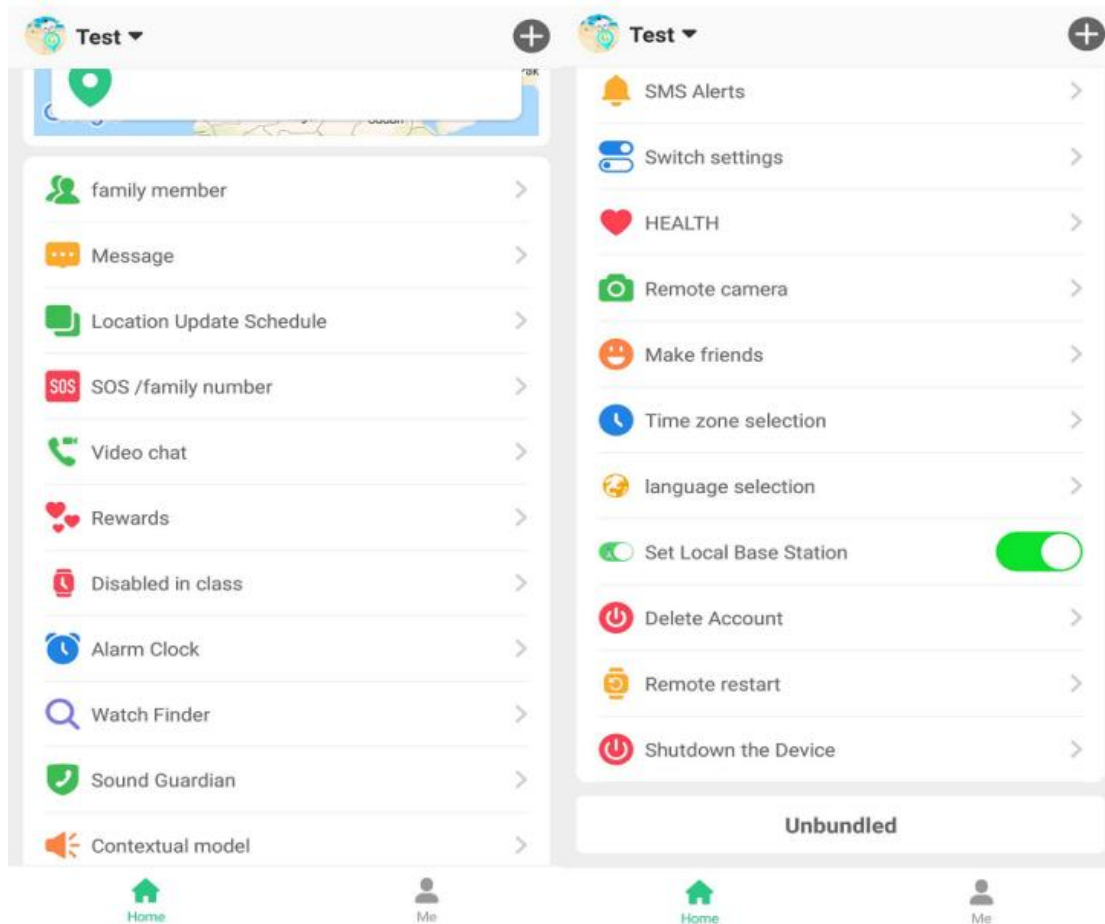 Test
family member
Message
Location Update Schedule
SOS
SOS /family number
Video chat
Rewards
Disabled in class
Alarm Clock
Watch Finder
Sound Guardian
Contextual model
Home
Me
Test
SMS Alerts
Switch settings
HEALTH
Remote camera
Make friends
Time zone selection
language selection
Set Local Base Station
Delete Account
Remote restart
Shutdown the Device
Unbundled
Home
Me